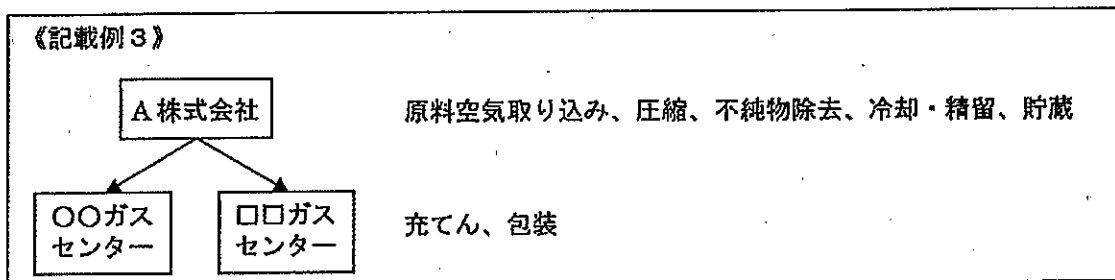 《記載例3》
A株式会社
原料空気取り込み、圧縮、不純物除去、冷却・精留、貯蔵
〇〇ガス
センター
□□ガス
センター
充てん、包装